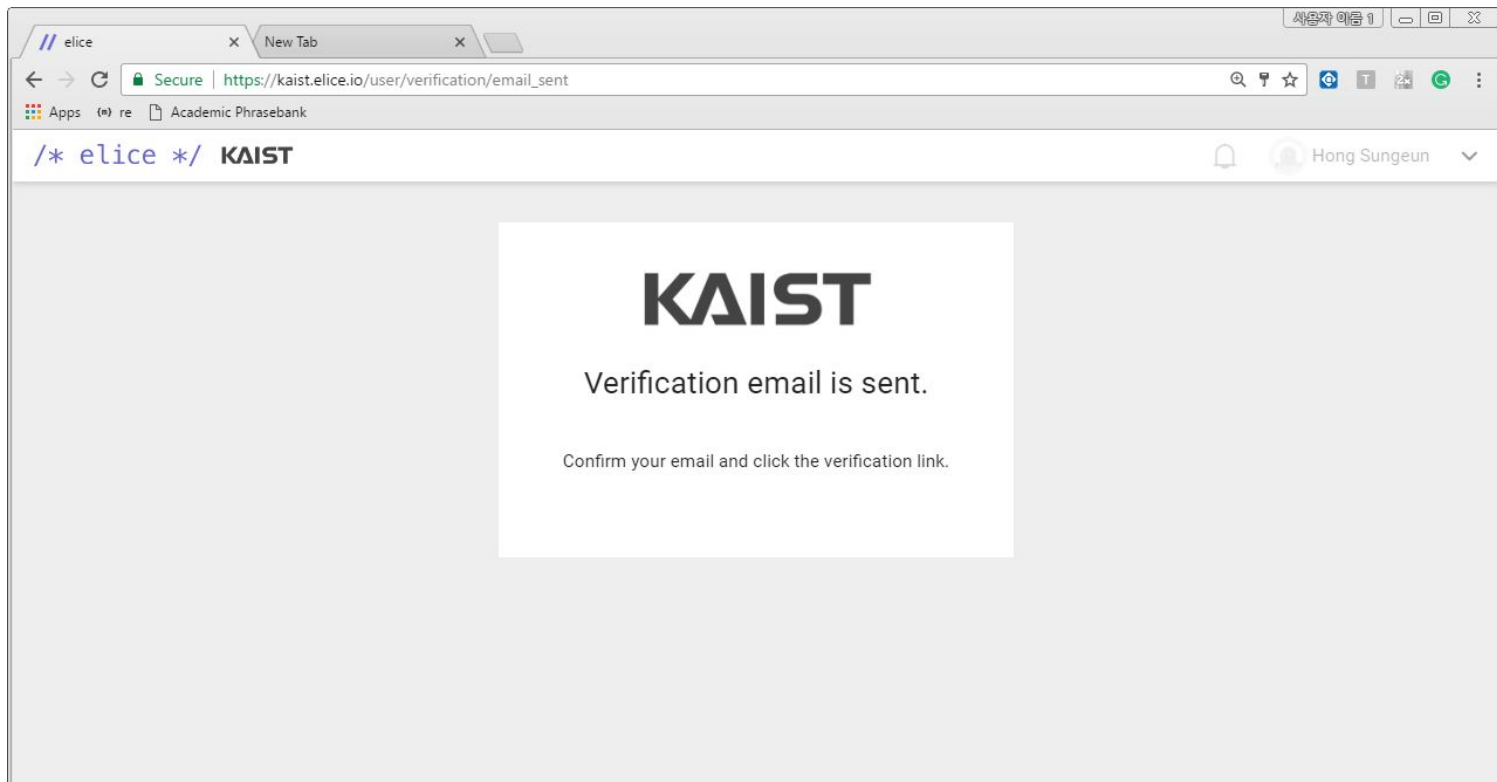 사용자 이름 1
// elice
New Tab
Secure | https://kaist.elice.io/user/verification/email_sent
Apps (n) re Academic Phrasebank
/* elice */ KAIST Hong Sungeun
KAIST
Verification email is sent.
Confirm your email and click the verification link.